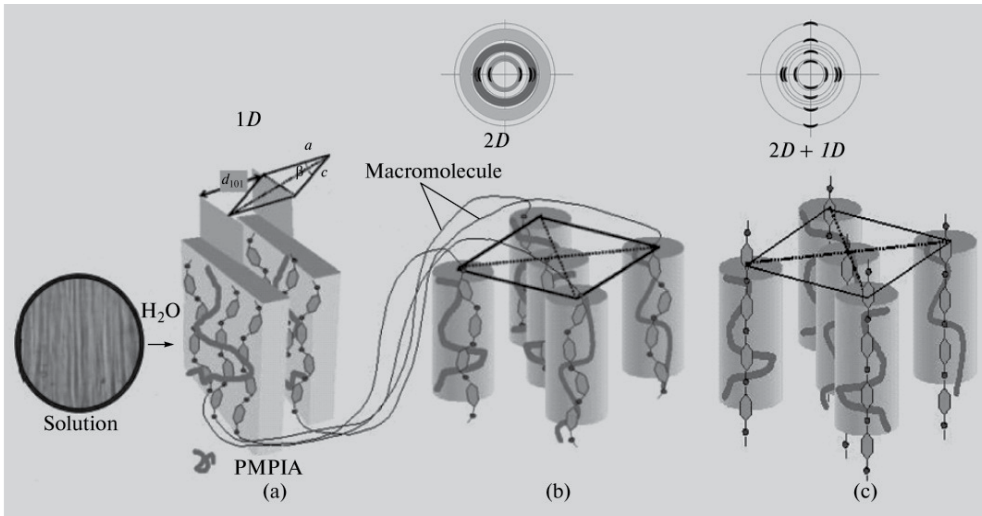 1D
a
β
c
d101
2D
2D + 1D
Macromolecule
H2O
Solution
PMPIA
(a)
(b)
(c)